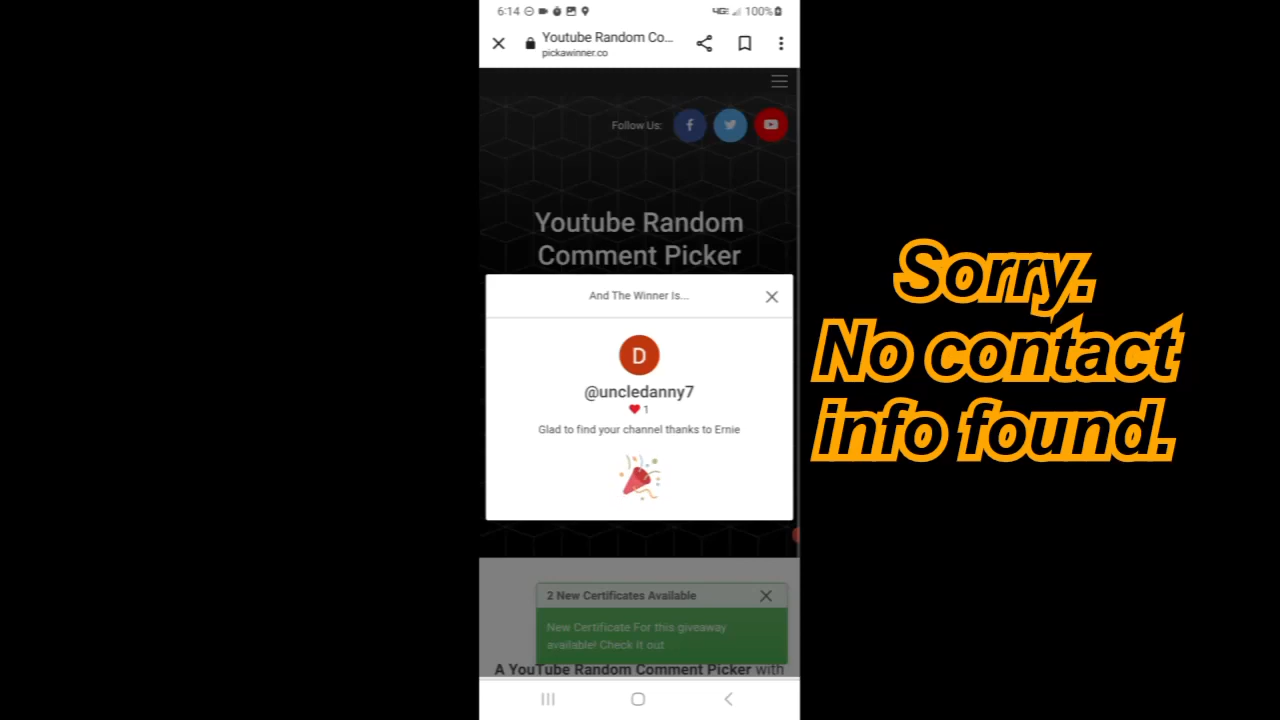 6:14
100%
Youtube Random Co...
pickawinner.co
Follow Us:
Youtube Random
Comment Picker
And The Winner Is...
D
@uncledanny7
1
Glad to find your channel thanks to Ernie
Sorry.
No contact
info found.
2 New Certificates Available
New Certificate For this giveaway
available! Check It out
A YouTube Random Comment Picker with